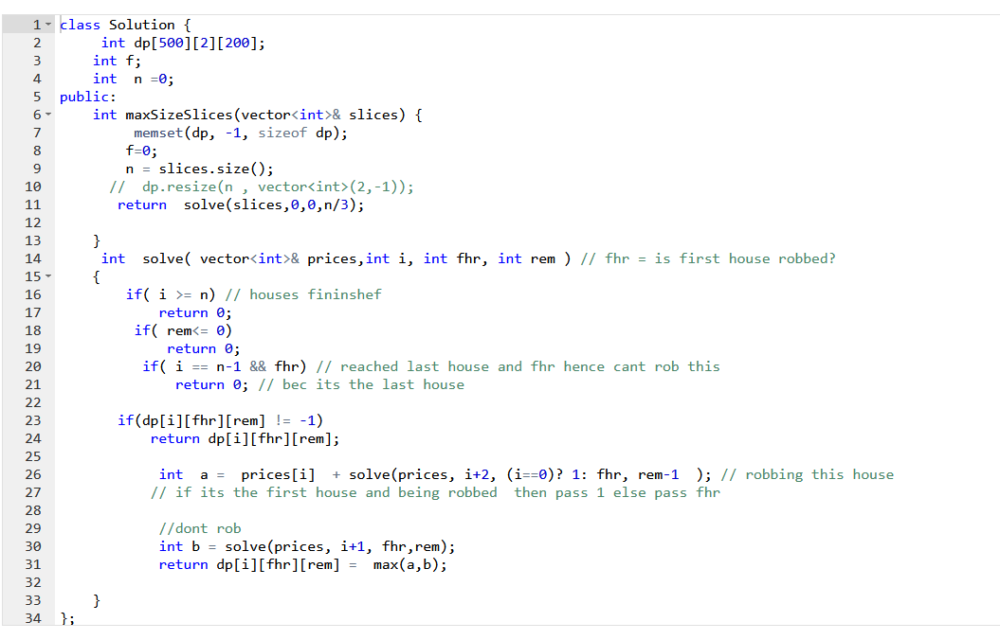 1 class Solution {
2 int dp[500][2][200];
3 int f;
4 int n =0;
5 public:
6 int maxSizeSlices(vector<int>& slices) {
7 memset(dp, -1, sizeof dp);
8 f=0;
9 n = slices.size();
10 // dp.resize(n , vector<int>(2,-1));
11 return solve(slices,0,0,n/3);
12
13 }
14 int solve( vector<int>& prices,int i, int fhr, int rem ) // fhr = is first house robbed?
15 {
16 if( i >= n) // houses fininshef
17 return 0;
18 if( rem<= 0)
19 return 0;
20 if( i == n-1 && fhr) // reached last house and fhr hence cant rob this
21 return 0; // bec its the last house
22
23 if(dp[i][fhr][rem] != -1)
24 return dp[i][fhr][rem];
25
26 int a = prices[i] + solve(prices, i+2, (i==0)? 1: fhr, rem-1 ); // robbing this house
27 // if its the first house and being robbed then pass 1 else pass fhr
28
29 //dont rob
30 int b = solve(prices, i+1, fhr,rem);
31 return dp[i][fhr][rem] = max(a,b);
32
33 }
34 };